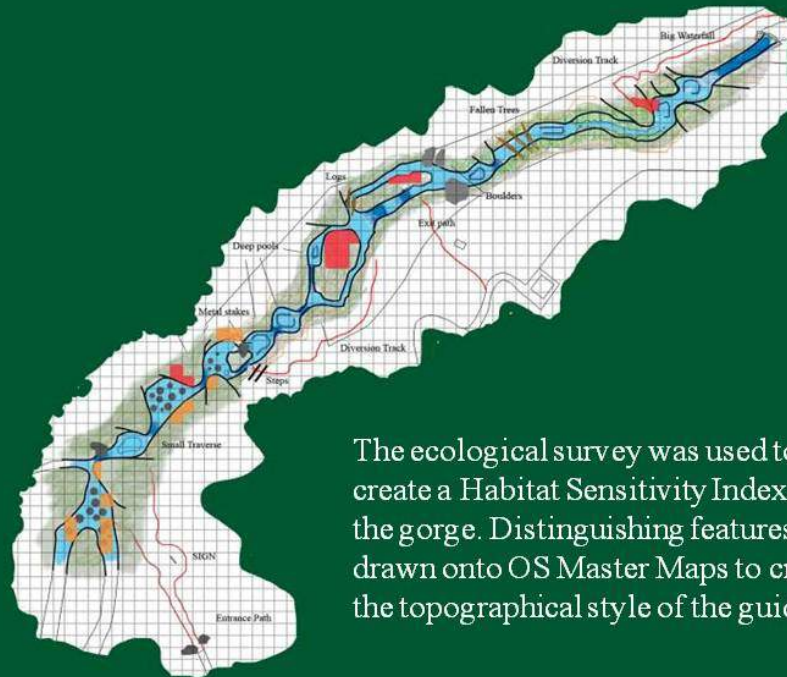 Big Waterfall
Diversion Track
Fallen Trees
Logs
Boulders
Exit path
Deep pools
Metal stakes
Diversion Track
Steps
Small Traverse
SIGN
Entrance Path
The ecological survey was used to
create a Habitat Sensitivity Index
the gorge. Distinguishing features
drawn onto OS Master Maps to
the topographical style of the